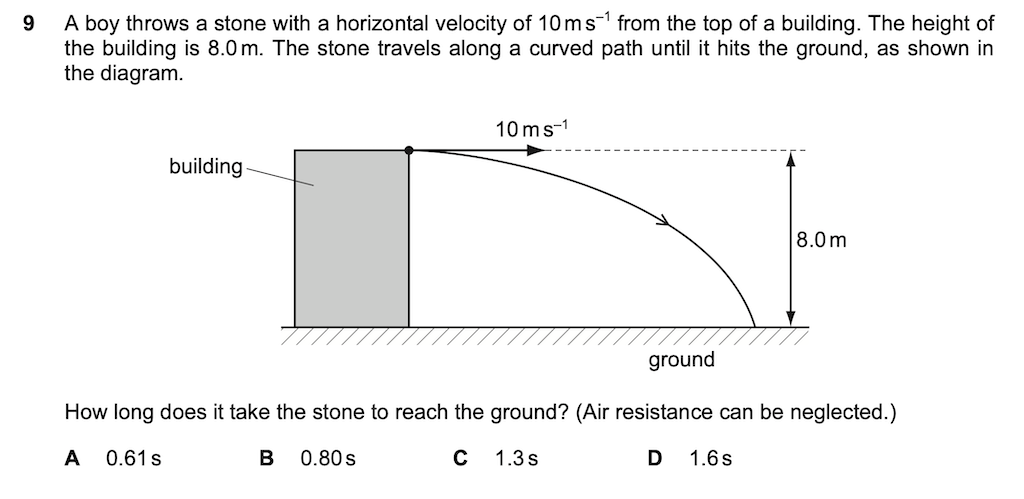 9 A boy throws a stone with a horizontal velocity of 10 m s⁻¹ from the top of a building. The height of
the building is 8.0 m. The stone travels along a curved path until it hits the ground, as shown in
the diagram.
10 m s⁻¹
building
8.0 m
ground
How long does it take the stone to reach the ground? (Air resistance can be neglected.)
A 0.61 s B 0.80 s C 1.3 s D 1.6 s